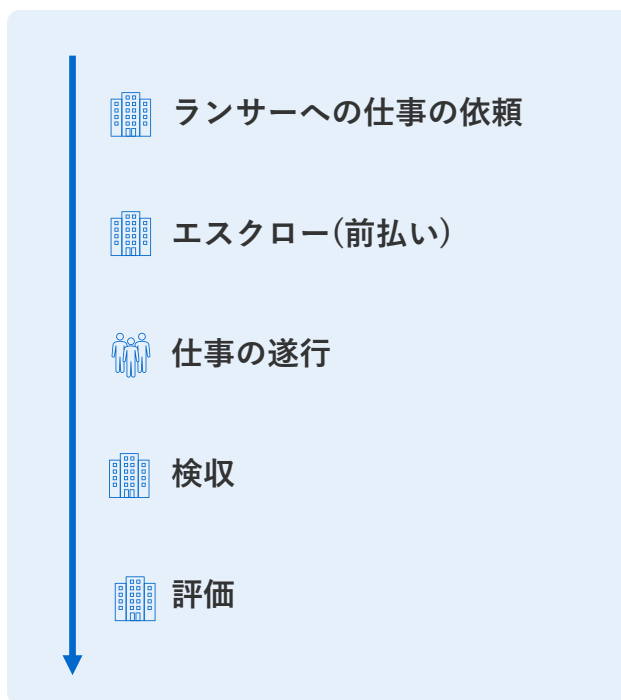 ランサーへの仕事の依頼
エスクロー(前払い)
仕事の遂行
検収
評価